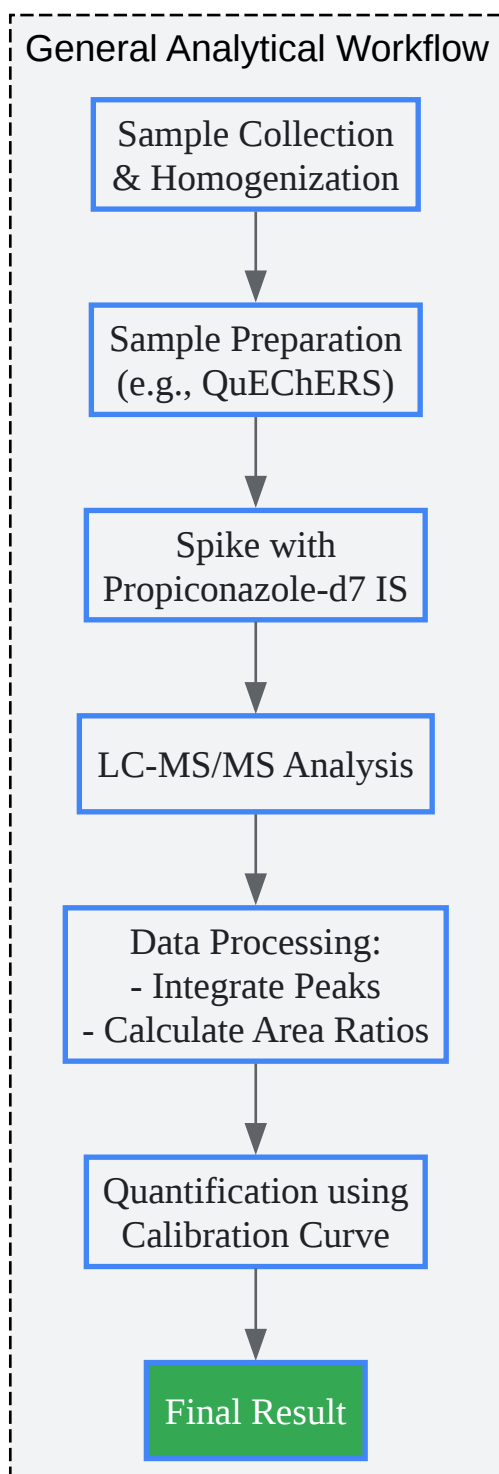 General Analytical Workflow
Sample Collection
& Homogenization
Sample Preparation
(e.g., QuEChERS)
Spike with
Propiconazole-d7 IS
LC-MS/MS Analysis
Data Processing:
- Integrate Peaks
- Calculate Area Ratios
Quantification using
Calibration Curve
Final Result